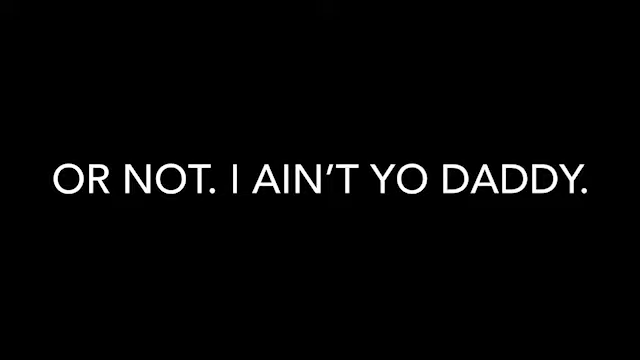 OR NOT. I AIN’T YO DADDY.